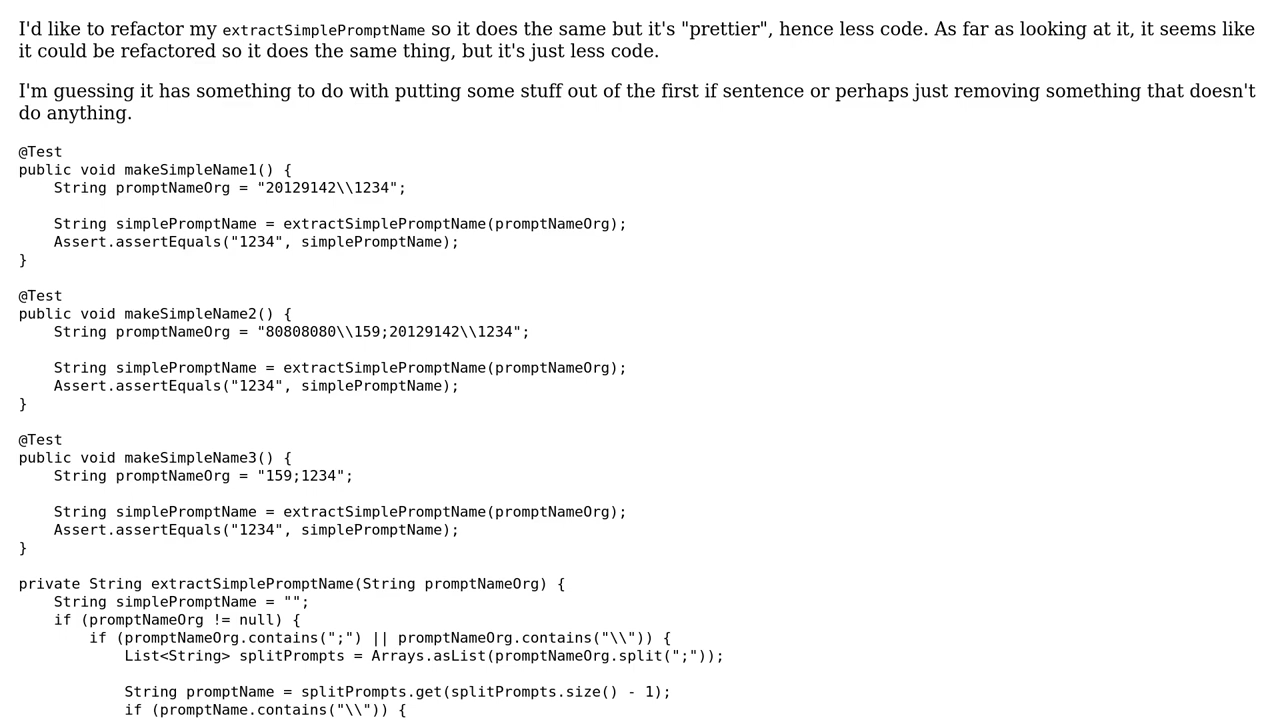 I'd like to refactor my extractSimplePromptName so it does the same but it's "prettier", hence less code. As far as looking at it, it seems like
it could be refactored so it does the same thing, but it's just less code.
I'm guessing it has something to do with putting some stuff out of the first if sentence or perhaps just removing something that doesn't
do anything.
@Test
public void makeSimpleName1() {
    String promptNameOrg = "20129142\\1234";
    String simplePromptName = extractSimplePromptName(promptNameOrg);
    Assert.assertEquals("1234", simplePromptName);
}
@Test
public void makeSimpleName2() {
    String promptNameOrg = "80808080\\159;20129142\\1234";
    String simplePromptName = extractSimplePromptName(promptNameOrg);
    Assert.assertEquals("1234", simplePromptName);
}
@Test
public void makeSimpleName3() {
    String promptNameOrg = "159;1234";
    String simplePromptName = extractSimplePromptName(promptNameOrg);
    Assert.assertEquals("1234", simplePromptName);
}
private String extractSimplePromptName(String promptNameOrg) {
    String simplePromptName = "";
    if (promptNameOrg != null) {
        if (promptNameOrg.contains(";") || promptNameOrg.contains("\\")) {
            List<String> splitPrompts = Arrays.asList(promptNameOrg.split(";"));
            String promptName = splitPrompts.get(splitPrompts.size() - 1);
            if (promptName.contains("\\")) {